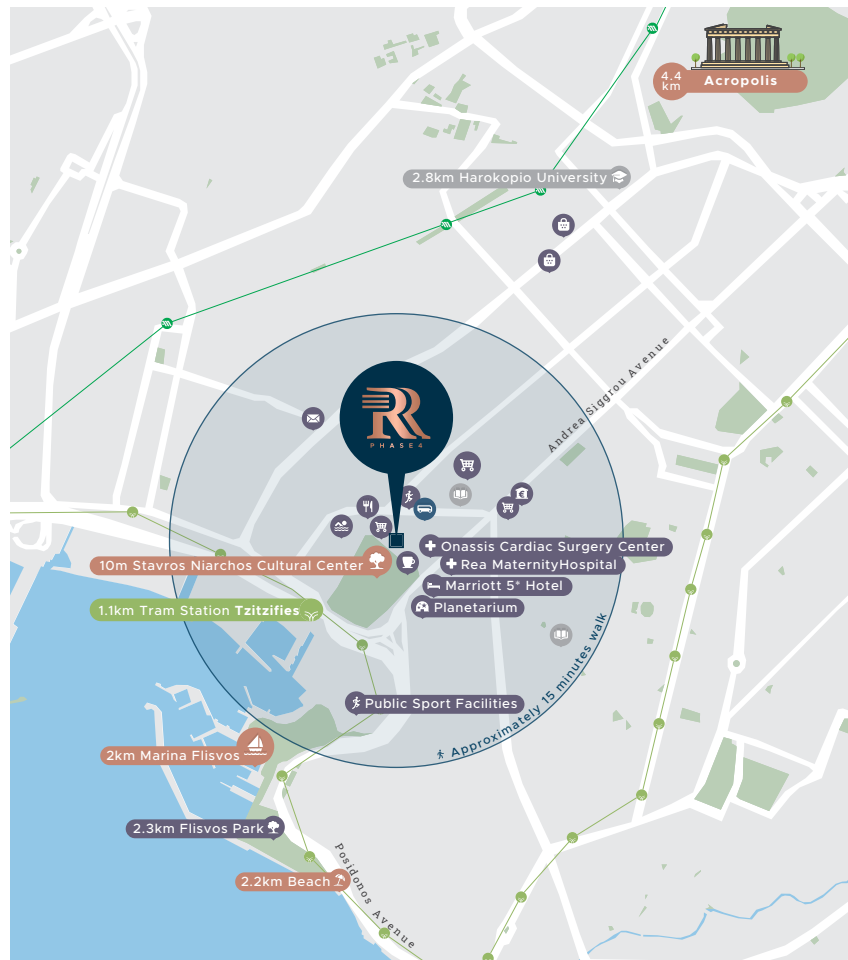 4.4
km
Acropolis
2.8km Harokopio University
Andrea Siggrou Avenue
RR
PHASE4
Onassis Cardiac Surgery Center
10m Stavros Niarchos Cultural Center
Rea MaternityHospital
Marriott 5* Hotel
1.1km Tram Station Tzitzifies
Planetarium
Approximately 15 minutes walk
Public Sport Facilities
2km Marina Flisvos
2.3km Flisvos Park
2.2km Beach
Posidonos Avenue